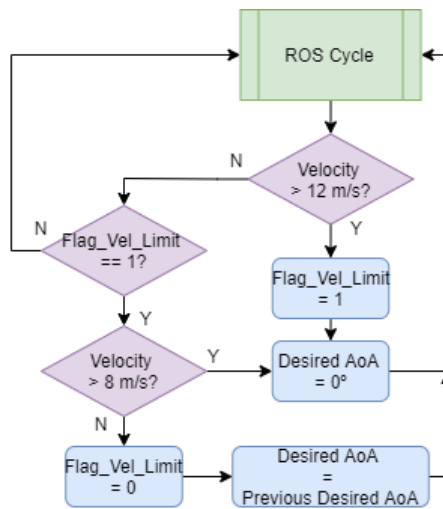 ROS Cycle
N
Velocity
> 12 m/s?
N
Flag_Vel_Limit
== 1?
Y
Flag_Vel_Limit
= 1
Y
Velocity
> 8 m/s?
Y
Desired AoA
= 0º
N
Flag_Vel_Limit
= 0
Desired AoA
=
Previous Desired AoA